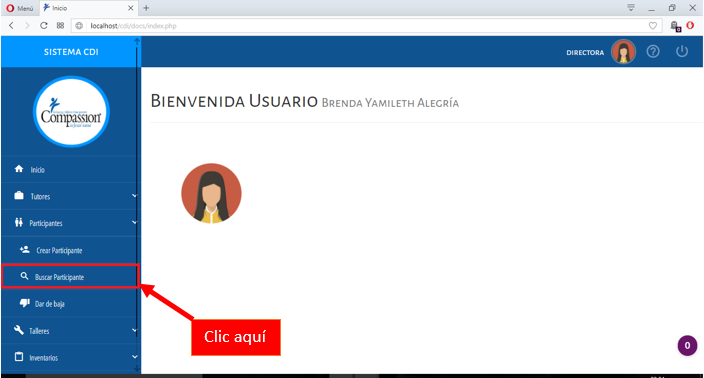 Menú
Inicio
localhost/cdi/docs/index.php
SISTEMA CDI
DIRECTORA
Compassion
BIENVENIDA USUARIO BRENDA YAMILETH ALEGRÍA
Inicio
Tutores
Participantes
Crear Participante
Buscar Participante
Dar de baja
Talleres
Inventarios
Clic aquí
0